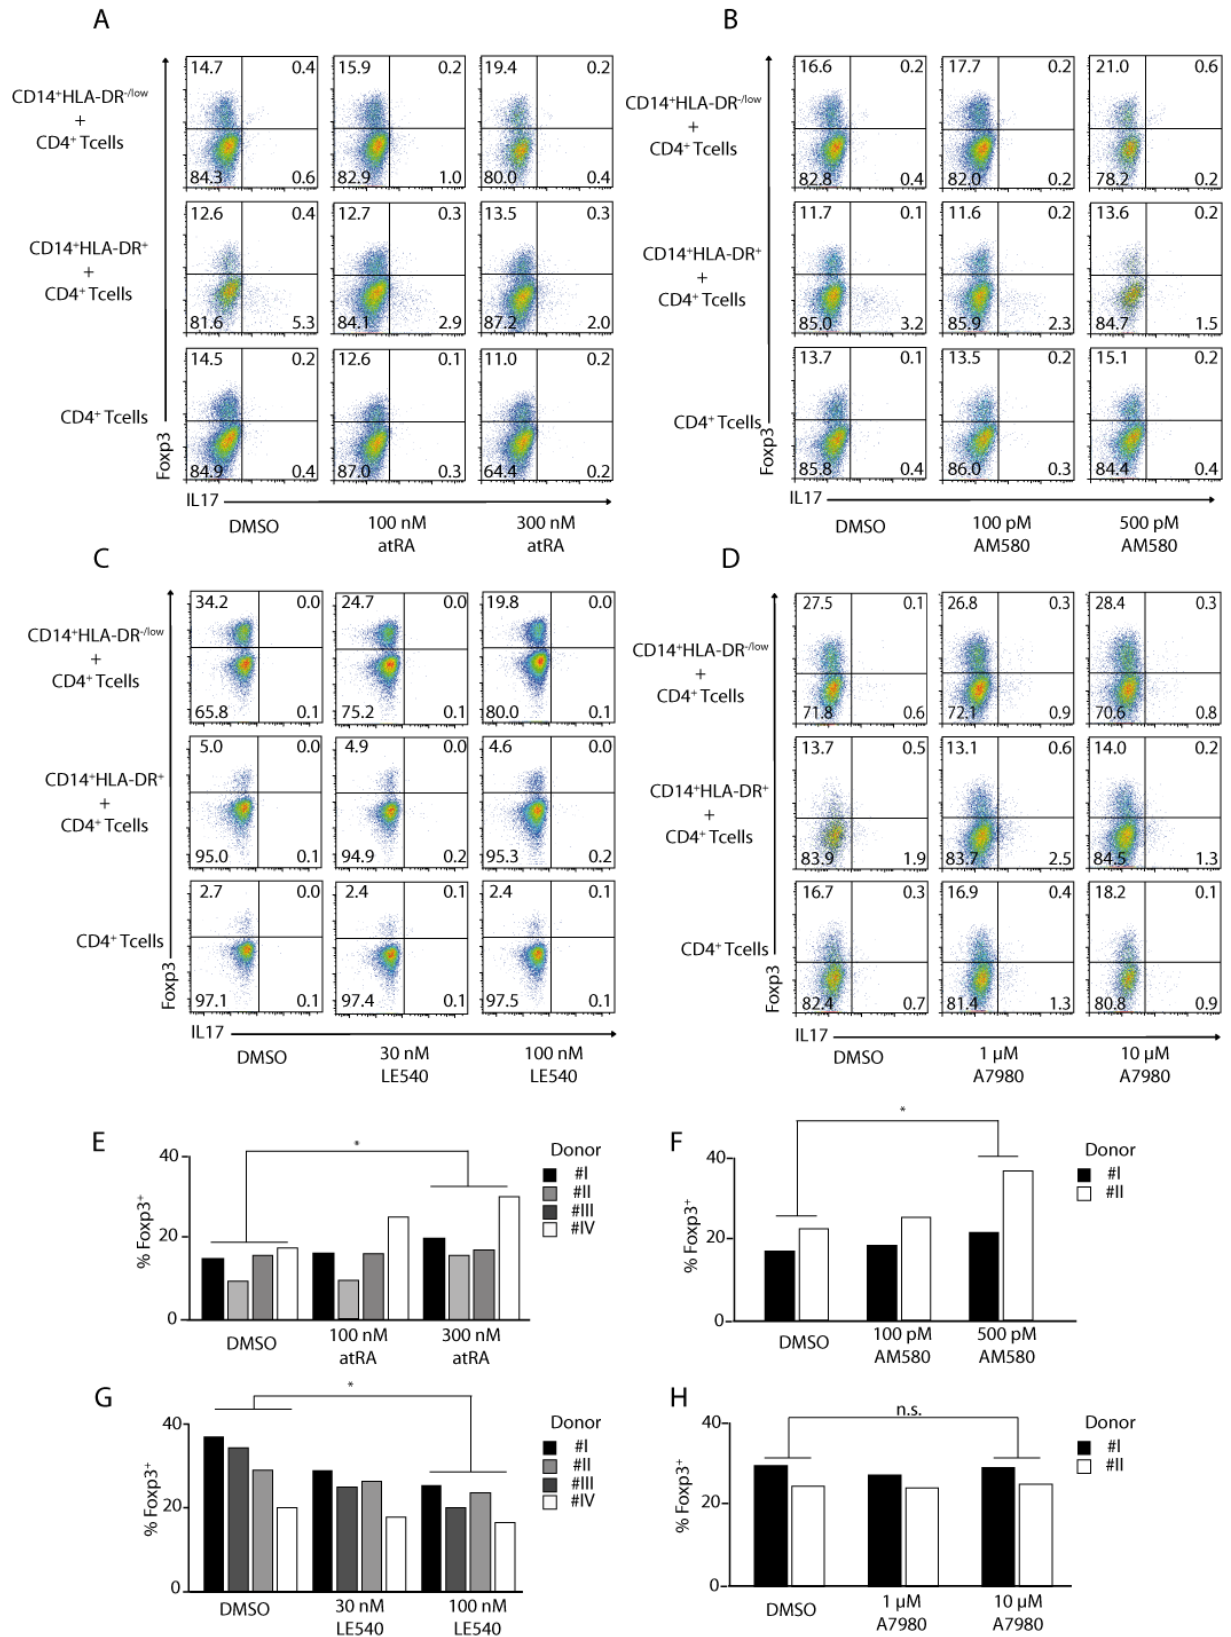 A
CD14⁺HLA-DR⁻/low
+
CD4⁺ Tcells
14.7 0.4 15.9 0.2 19.4 0.2
84.3 0.6 82.9 1.0 80.0 0.4
CD14⁺HLA-DR⁺
+
CD4⁺ Tcells
12.6 0.4 12.7 0.3 13.5 0.3
81.6 5.3 84.1 2.9 87.2 2.0
CD4⁺ Tcells
14.5 0.2 12.6 0.1 11.0 0.2
84.9 0.4 87.0 0.3 64.4 0.2
Foxp3
IL17
DMSO 100 nM 300 nM
atRA atRA
B
CD14⁺HLA-DR⁻/low
+
CD4⁺ Tcells
16.6 0.2 17.7 0.2 21.0 0.6
82.8 0.4 82.0 0.2 78.2 0.2
CD14⁺HLA-DR⁺
+
CD4⁺ Tcells
11.7 0.1 11.6 0.2 13.6 0.2
85.0 3.2 85.9 2.3 84.7 1.5
CD4⁺ Tcells
13.7 0.1 13.5 0.2 15.1 0.2
85.8 0.4 86.0 0.3 84.4 0.4
Foxp3
IL17
DMSO 100 pM 500 pM
AM580 AM580
C
CD14⁺HLA-DR⁻/low
+
CD4⁺ Tcells
34.2 0.0 24.7 0.0 19.8 0.0
65.8 0.1 75.2 0.1 80.0 0.1
CD14⁺HLA-DR⁺
+
CD4⁺ Tcells
5.0 0.0 4.9 0.0 4.6 0.0
95.0 0.1 94.9 0.2 95.3 0.2
CD4⁺ Tcells
2.7 0.0 2.4 0.1 2.4 0.1
97.1 0.1 97.4 0.1 97.5 0.1
Foxp3
IL17
DMSO 30 nM 100 nM
LE540 LE540
D
CD14⁺HLA-DR⁻/low
+
CD4⁺ Tcells
27.5 0.1 26.8 0.3 28.4 0.3
71.8 0.6 72.1 0.9 70.6 0.8
CD14⁺HLA-DR⁺
+
CD4⁺ Tcells
13.7 0.5 13.1 0.6 14.0 0.2
83.9 1.9 83.7 2.5 84.5 1.3
CD4⁺ Tcells
16.7 0.3 16.9 0.4 18.2 0.1
82.4 0.7 81.4 1.3 80.8 0.9
Foxp3
IL17
DMSO 1 µM 10 µM
A7980 A7980
E
*
Donor
#I
#II
#III
#IV
% Foxp3⁺
40
20
0
DMSO 100 nM 300 nM
atRA atRA
F
*
Donor
#I
#II
% Foxp3⁺
40
20
0
DMSO 100 pM 500 pM
AM580 AM580
G
*
Donor
#I
#II
#III
#IV
% Foxp3⁺
40
20
0
DMSO 30 nM 100 nM
LE540 LE540
H
n.s.
Donor
#I
#II
% Foxp3⁺
40
20
0
DMSO 1 µM 10 µM
A7980 A7980